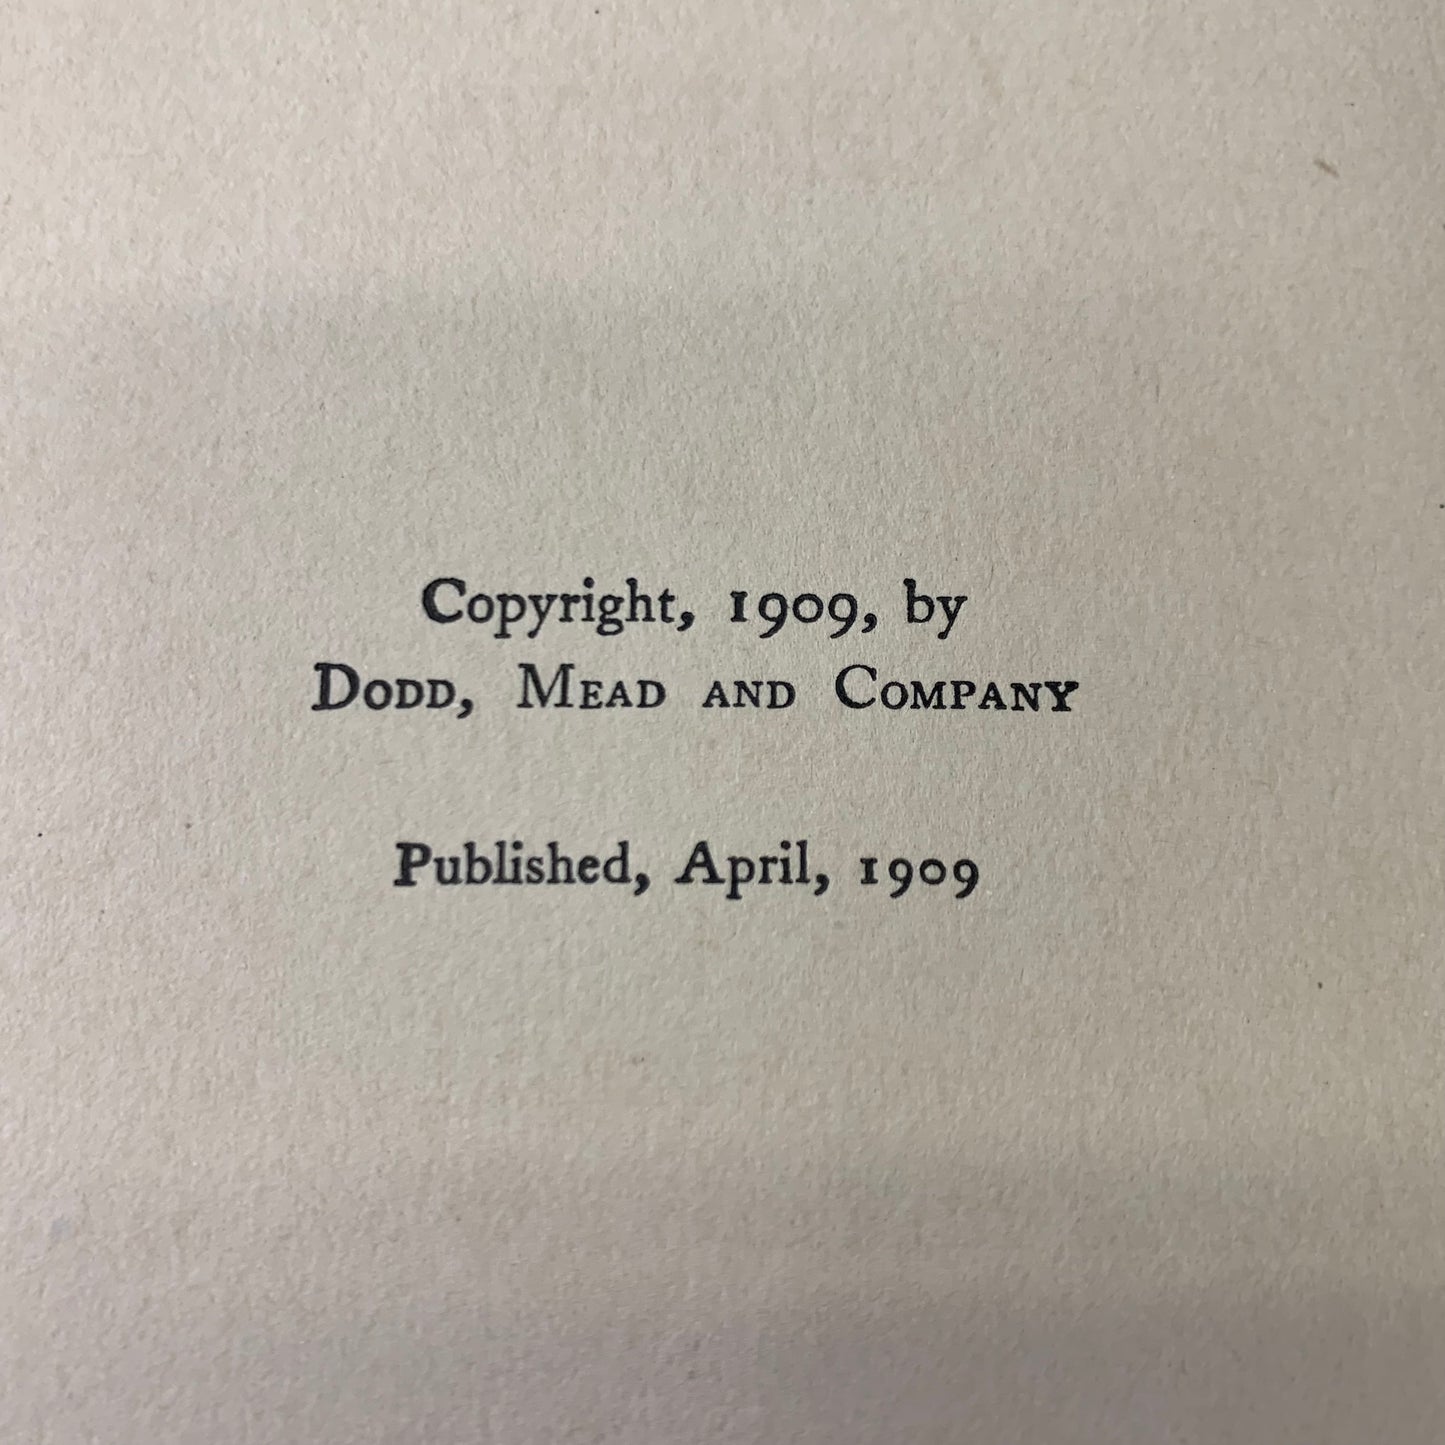 Copyright, 1909, by
Dodd, Mead and Company
Published, April, 1909